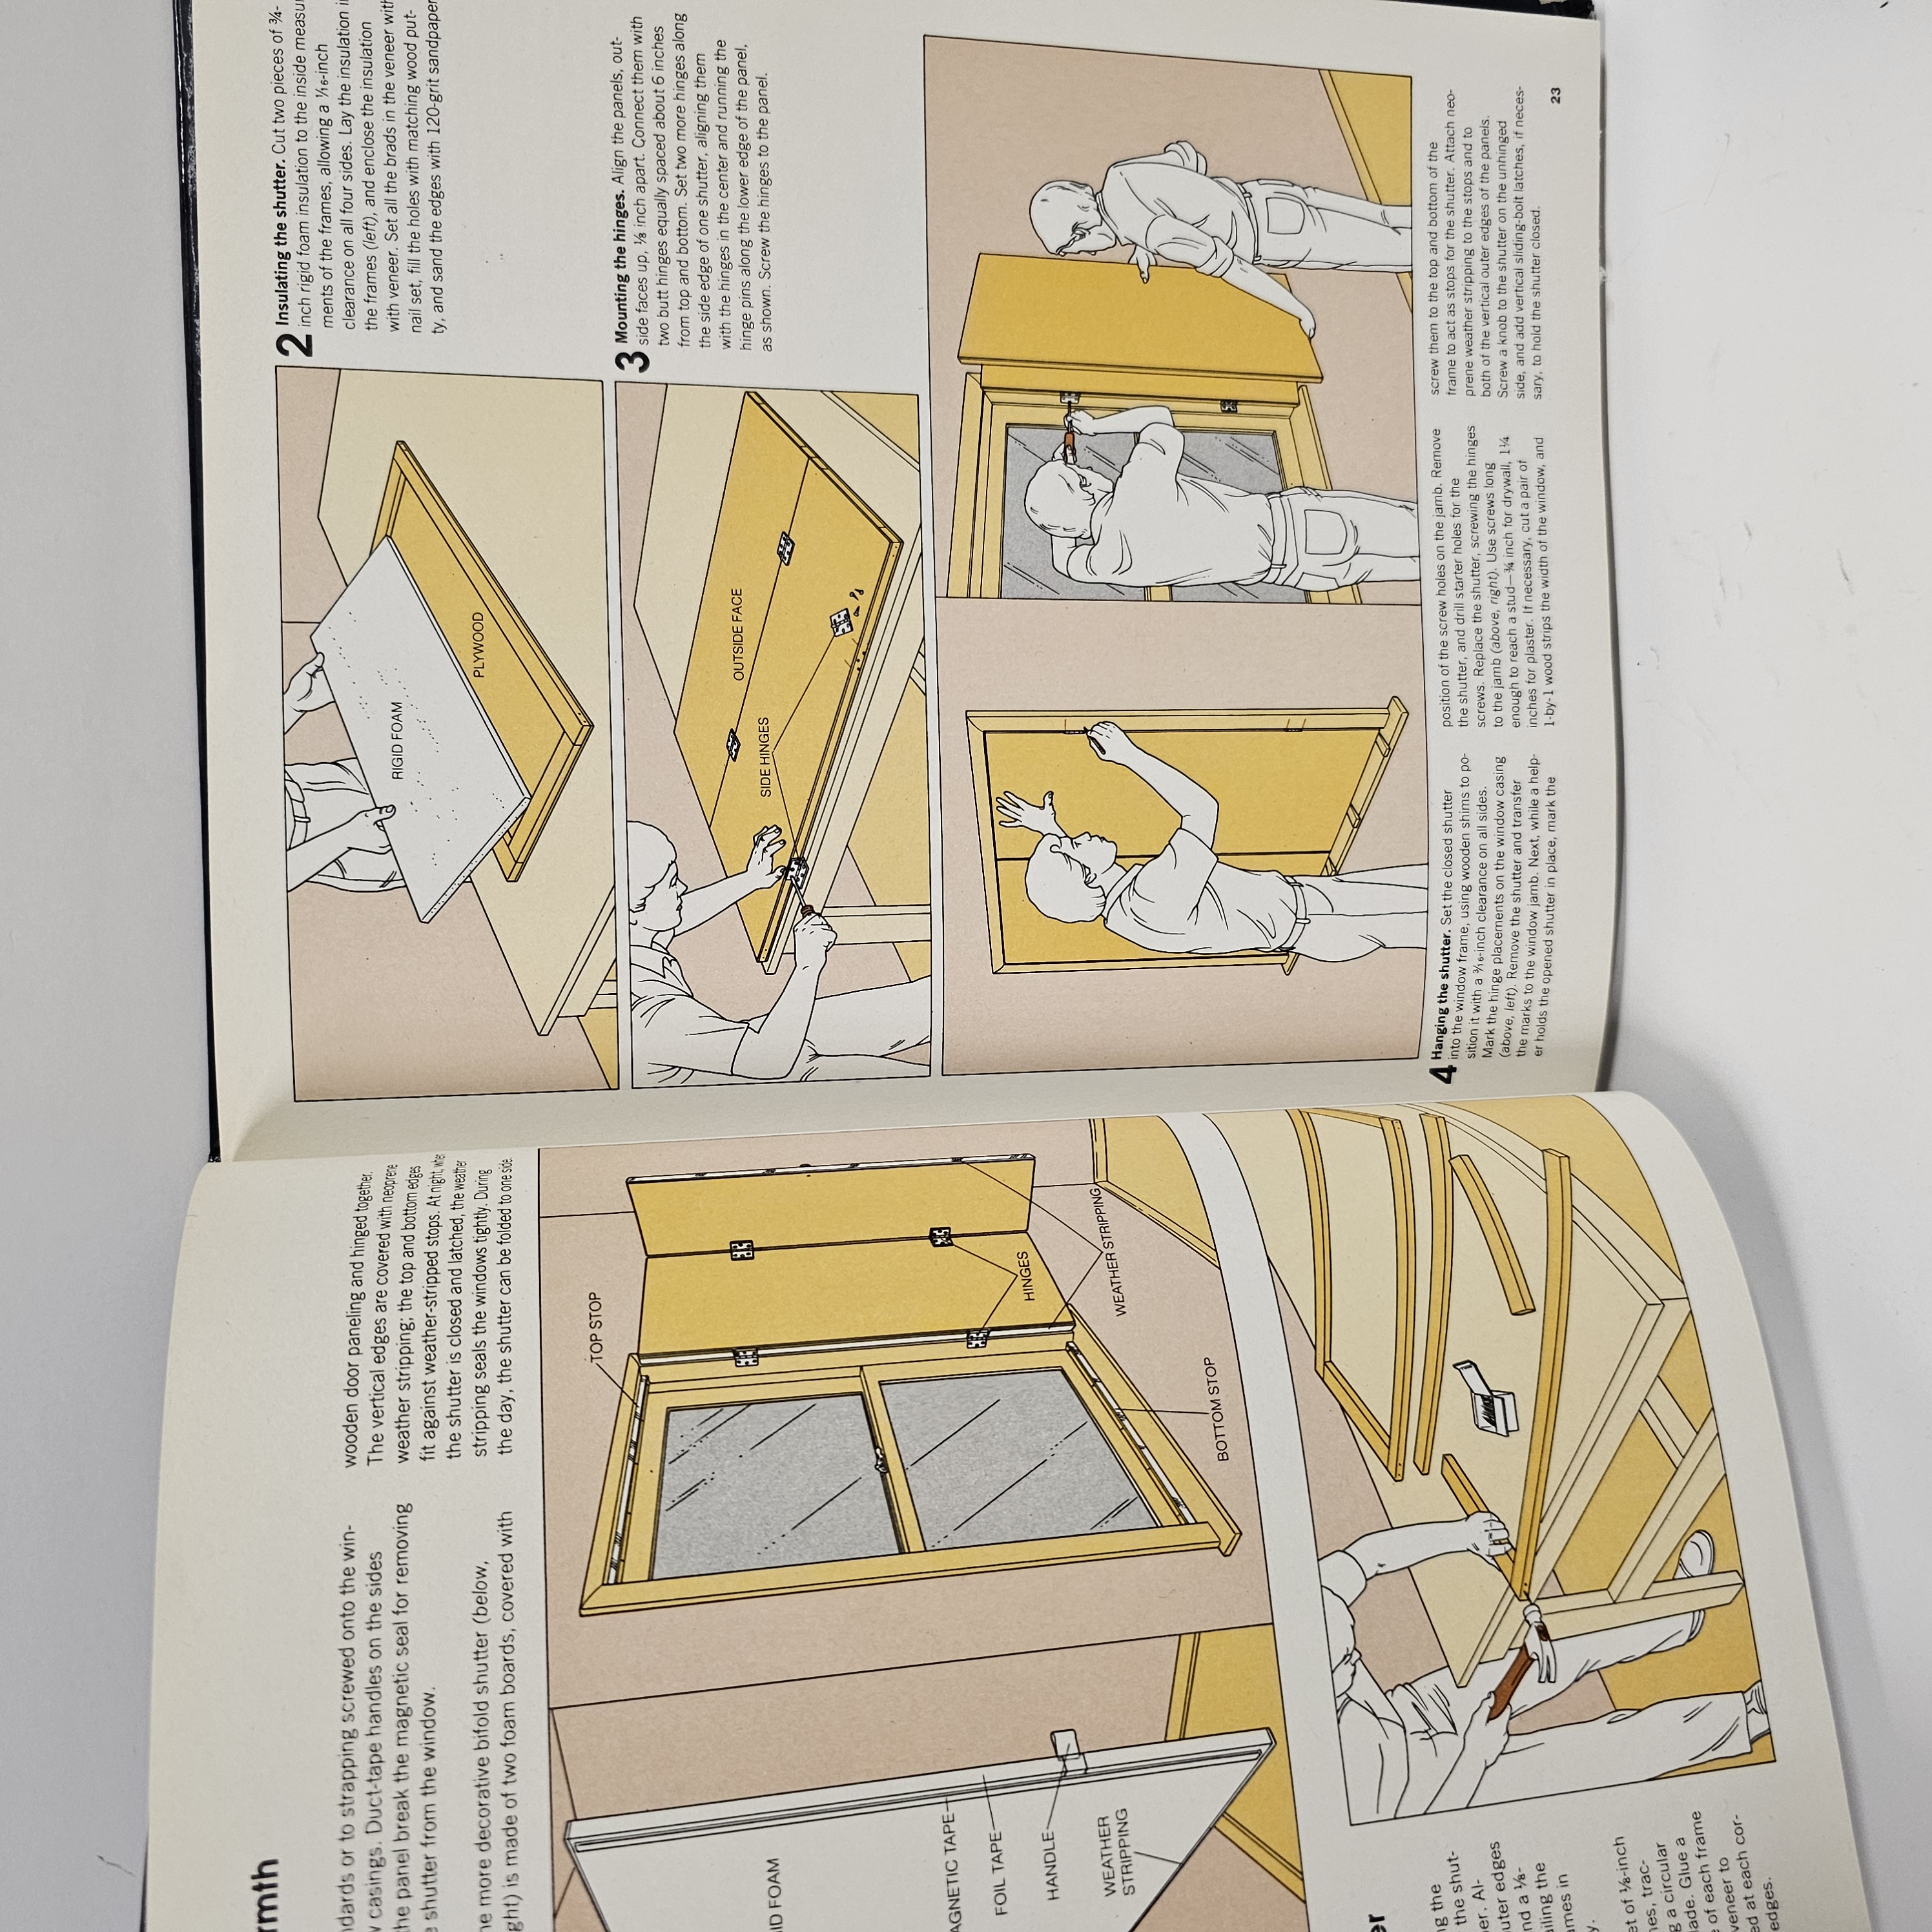 rmth
ndards or to strapping screwed onto the win-
w casings. Duct-tape handles on the sides
the panel break the magnetic seal for removing
e shutter from the window.
he more decorative bifold shutter (below,
ght) is made of two foam boards, covered with
wooden door paneling and hinged together.
The vertical edges are covered with neoprene
weather stripping; the top and bottom edges
fit against weather-stripped stops. At night, when
the shutter is closed and latched, the weather
stripping seals the windows tightly. During
the day, the shutter can be folded to one side.
ID FOAM
AGNETIC TAPE
FOIL TAPE
HANDLE
WEATHER
STRIPPING
TOP STOP
HINGES
WEATHER STRIPPING
BOTTOM STOP
er
ng the
the shut-
er. Al-
uter edges
nd a 1/8-
ailing the
ames in
y.
et of 1/8-inch
nes, trac-
g a circular
lade. Glue a
e of each frame
veneer to
ed at each cor-
edges.
RIGID FOAM
PLYWOOD
2 Insulating the shutter. Cut two pieces of 3/4-
inch rigid foam insulation to the inside measu
ments of the frames, allowing a 1/16-inch
clearance on all four sides. Lay the insulation i
the frames (left), and enclose the insulation
with veneer. Set all the brads in the veneer with
nail set, fill the holes with matching wood put-
ty, and sand the edges with 120-grit sandpaper
OUTSIDE FACE
SIDE HINGES
3 Mounting the hinges. Align the panels, out-
side faces up, 1/8 inch apart. Connect them with
two butt hinges equally spaced about 6 inches
from top and bottom. Set two more hinges along
the side edge of one shutter, aligning them
with the hinges in the center and running the
hinge pins along the lower edge of the panel,
as shown. Screw the hinges to the panel.
4 Hanging the shutter. Set the closed shutter
into the window frame, using wooden shims to po-
sition it with a 3/16-inch clearance on all sides.
Mark the hinge placements on the window casing
(above, left). Remove the shutter and transfer
the marks to the window jamb. Next, while a help-
er holds the opened shutter in place, mark the
position of the screw holes on the jamb. Remove
the shutter, and drill starter holes for the
screws. Replace the shutter, screwing the hinges
to the jamb (above, right). Use screws long
enough to reach a stud—3/4 inch for drywall, 1 1/4
inches for plaster. If necessary, cut a pair of
1-by-1 wood strips the width of the window, and
screw them to the top and bottom of the
frame to act as stops for the shutter. Attach neo-
prene weather stripping to the stops and to
both of the vertical outer edges of the panels.
Screw a knob to the shutter on the unhinged
side, and add vertical sliding-bolt latches, if neces-
sary, to hold the shutter closed.
23